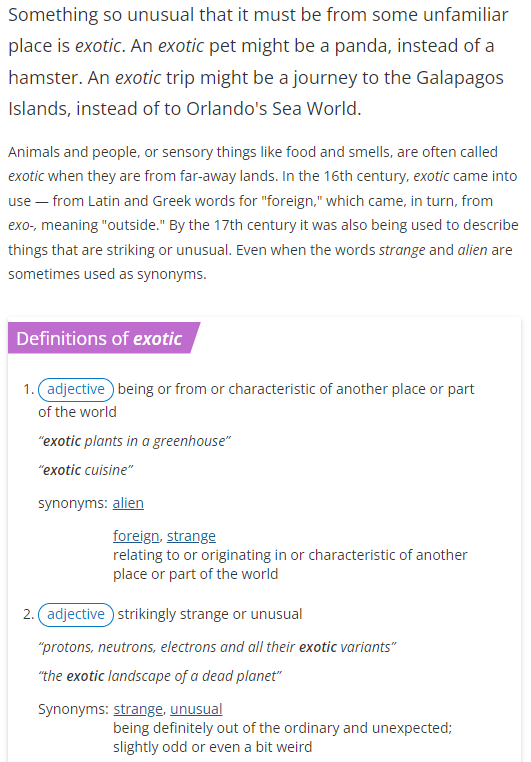 Something so unusual that it must be from some unfamiliar
place is exotic. An exotic pet might be a panda, instead of a
hamster. An exotic trip might be a journey to the Galapagos
Islands, instead of to Orlando's Sea World.
Animals and people, or sensory things like food and smells, are often called
exotic when they are from far-away lands. In the 16th century, exotic came into
use — from Latin and Greek words for "foreign," which came, in turn, from
exo-, meaning "outside." By the 17th century it was also being used to describe
things that are striking or unusual. Even when the words strange and alien are
sometimes used as synonyms.
Definitions of exotic
1. adjective being or from or characteristic of another place or part
of the world
“exotic plants in a greenhouse”
“exotic cuisine”
synonyms: alien
foreign, strange
relating to or originating in or characteristic of another
place or part of the world
2. adjective strikingly strange or unusual
“protons, neutrons, electrons and all their exotic variants”
“the exotic landscape of a dead planet”
Synonyms: strange, unusual
being definitely out of the ordinary and unexpected;
slightly odd or even a bit weird